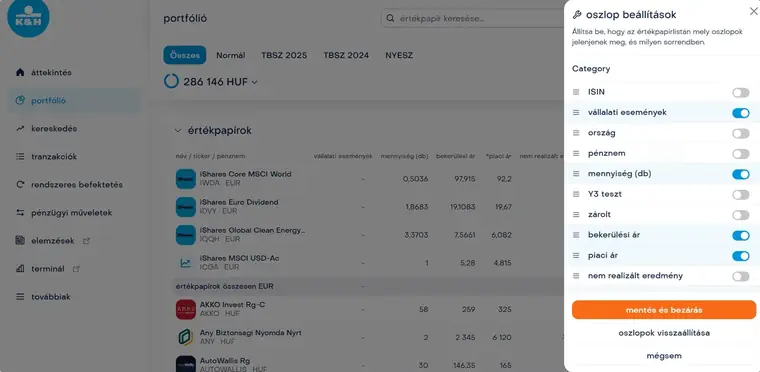 K&H
portfólió
értékpapír keresése...
Összes Normál TBSZ 2025 TBSZ 2024 NYESZ
286 146 HUF
áttekintés
portfólió
kereskedés
tranzakciók
rendszeres befektetés
pénzügyi műveletek
elemzések
terminál
továbbiak
értékpapírok
név / ticker / pénznem vállalati események mennyiség (db) bekerülési ár *piaci ár nem realizált
iShares Core MSCI World
IWDA EUR - 0,5036 97,915 92,2
iShares Euro Dividend
IDVY EUR - 1,8683 19,1083 19,67
iShares Global Clean Energy...
IQQH EUR - 3,3703 7,5661 6,082
iShares MSCI USD-Ac
ICGA EUR - 1 5,28 4,815
értékpapírok összesen EUR - -
AKKO Invest Rg-C
AKKO HUF - 58 259 325
Any Biztonsagi Nyomda Nyrt
ANY HUF - 2 2 345 6 120
AutoWallis Rg
AUTOWALLIS HUF - 30 146,35 165
oszlop beállítások
Állítsa be, hogy az értékpapírlistán mely oszlopok
jelenjenek meg, és milyen sorrendben.
Category
ISIN
vállalati események
ország
pénznem
mennyiség (db)
Y3 teszt
zárolt
bekerülési ár
piaci ár
nem realizált eredmény
mentés és bezárás
oszlopok visszaállítása
mégsem